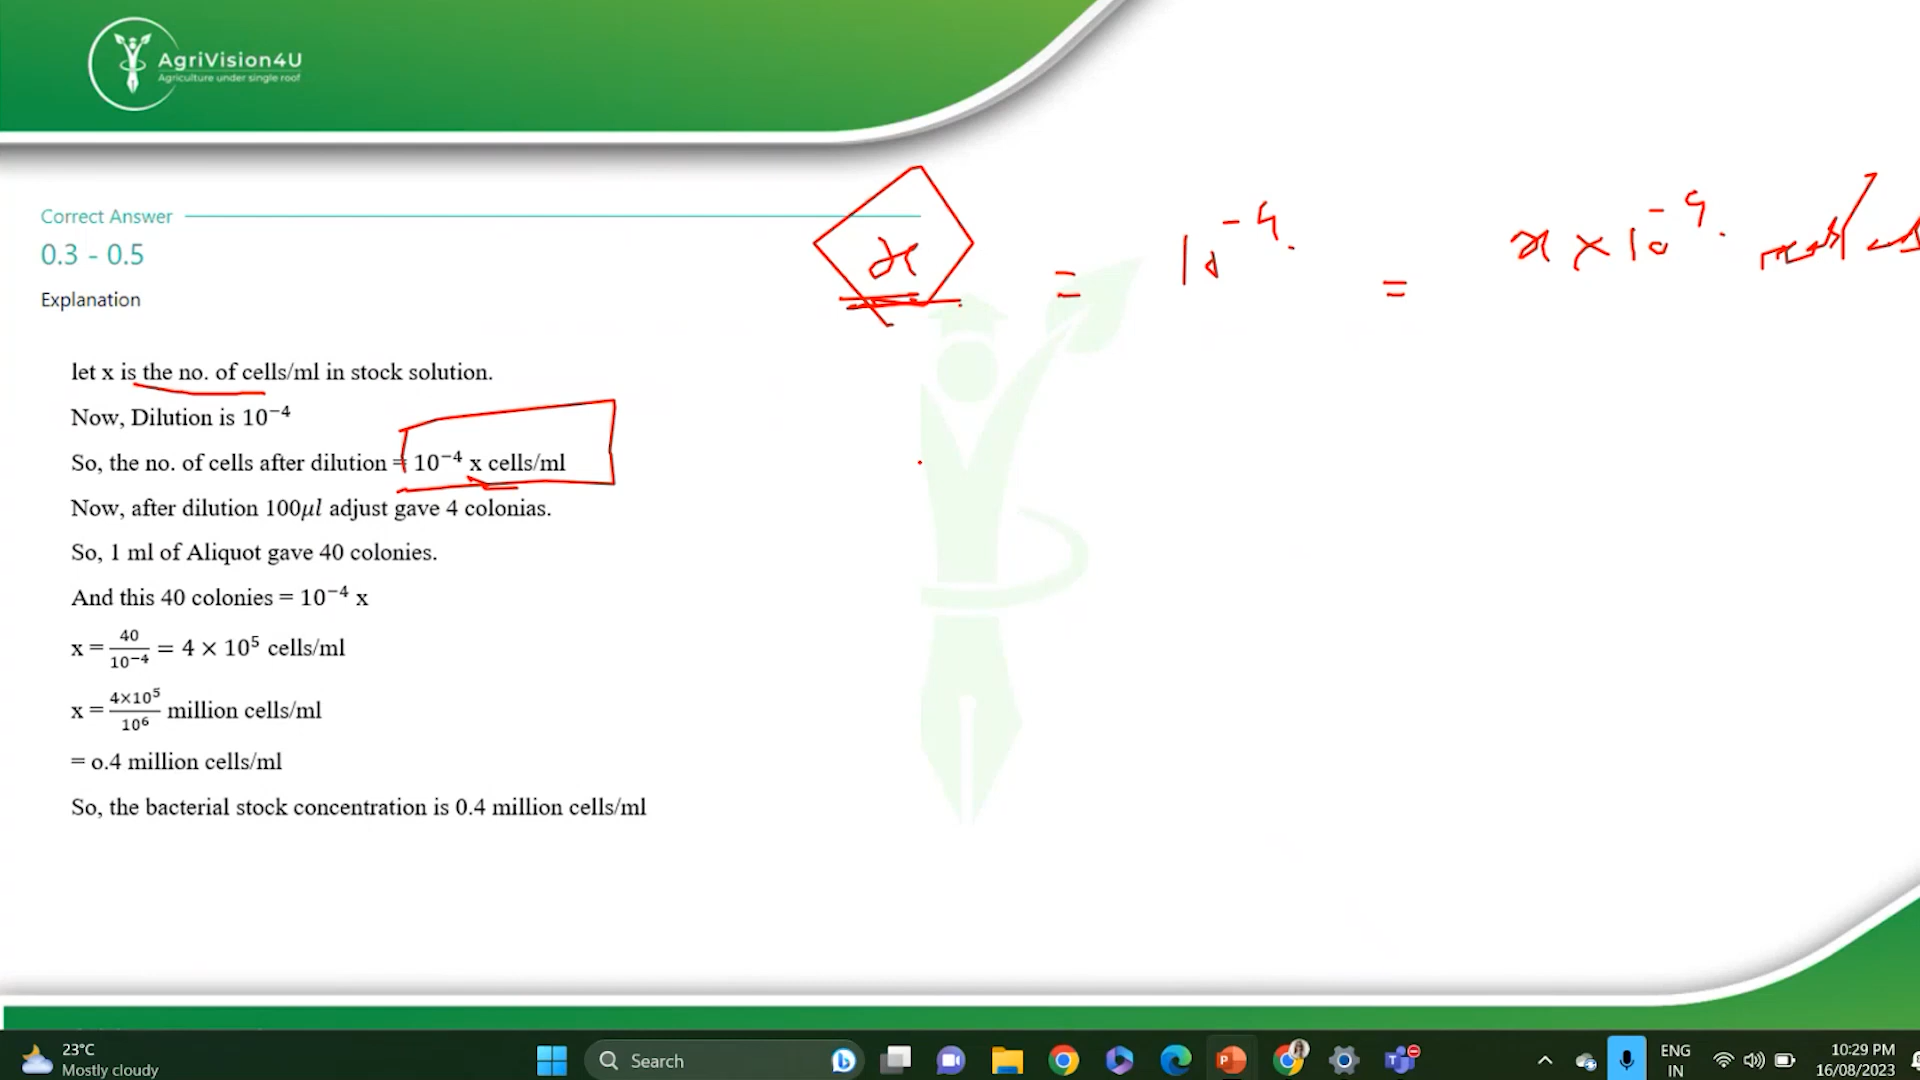 AgriVision4U
Agriculture under single roof
Correct Answer
0.3 - 0.5
Explanation
x = 10⁻⁴. = x × 10⁻⁴.
let x is the no. of cells/ml in stock solution.
Now, Dilution is 10⁻⁴
So, the no. of cells after dilution = 10⁻⁴ x cells/ml
Now, after dilution 100μl adjust gave 4 colonias.
So, 1 ml of Aliquot gave 40 colonies.
And this 40 colonies = 10⁻⁴ x
x = 40/10⁻⁴ = 4 × 10⁵ cells/ml
x = 4×10⁵/10⁶ million cells/ml
= o.4 million cells/ml
So, the bacterial stock concentration is 0.4 million cells/ml
23°C
Mostly cloudy
Search
ENG
IN
10:29 PM
16/08/2023